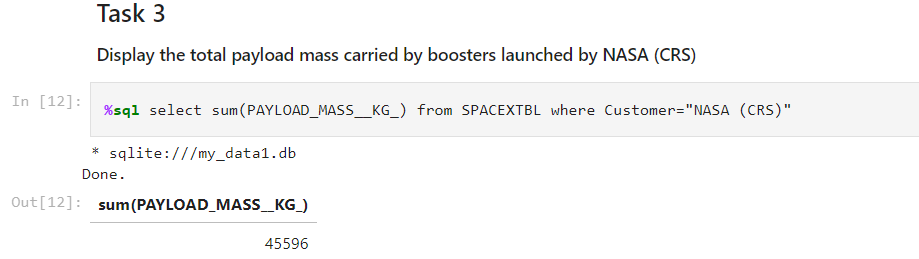 Task 3
Display the total payload mass carried by boosters launched by NASA (CRS)
In [12]: %sql select sum(PAYLOAD_MASS__KG_) from SPACEXTBL where Customer="NASA (CRS)"
* sqlite:///my_data1.db
Done.
Out[12]: sum(PAYLOAD_MASS__KG_)
45596